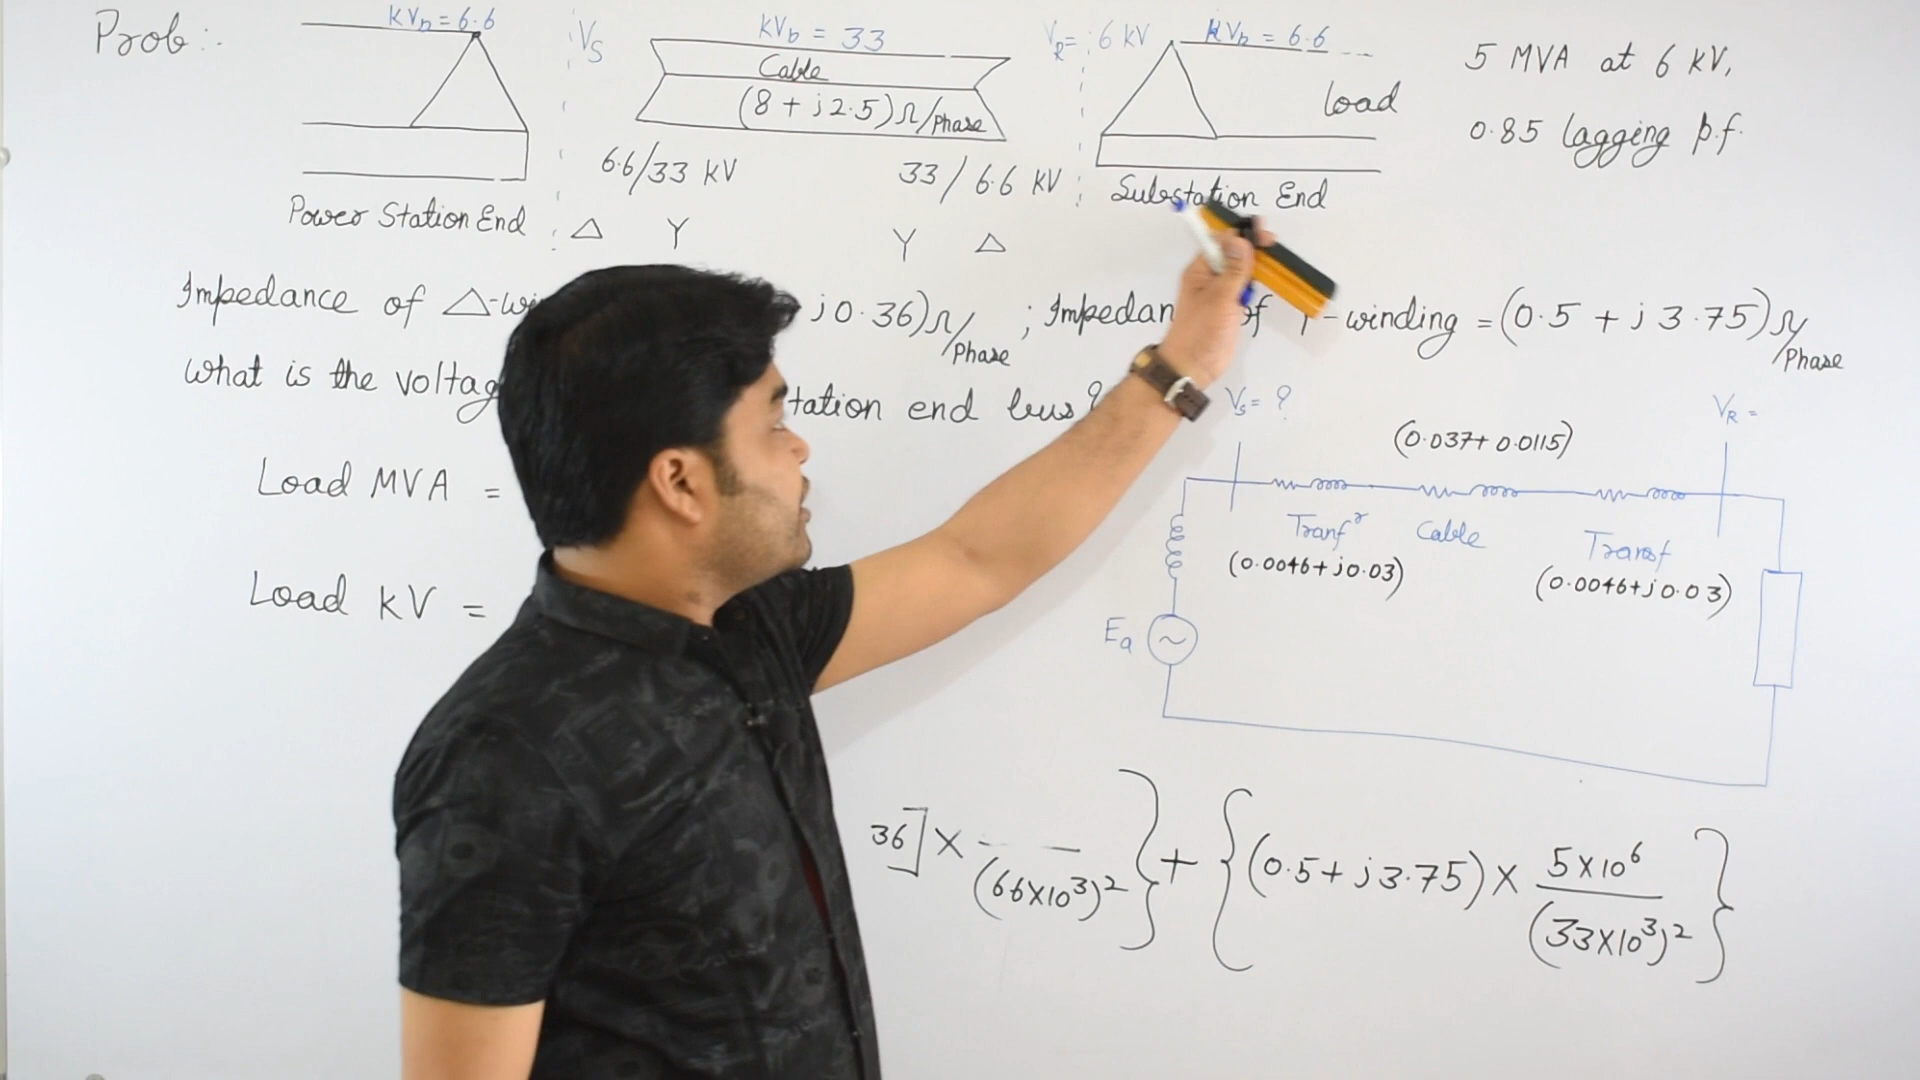 Prob:-
KVb = 6.6
VS
KVb = 33
VR = 6 KV
KVb = 6.6
5 MVA at 6 KV,
Cable
(8 + j2.5)Ω/Phase
load
0.85 lagging p.f.
6.6/33 KV
33/6.6 KV
Power Station End
Substation End
Δ Y
Y Δ
Impedance of Δ-wi
j0.36)Ω/Phase ; Impedan of Y-winding = (0.5 + j3.75)Ω/Phase
What is the voltag
tation end bus?
VS = ?
VR =
(0.037+0.0115)
Load MVA =
Tranfr
Cable
Transf
(0.0046+j0.03)
(0.0046+j0.03)
Load KV =
Ea
36] × (66×10³)² } + { (0.5+j3.75) × 5×10⁶ / (33×10³)² }